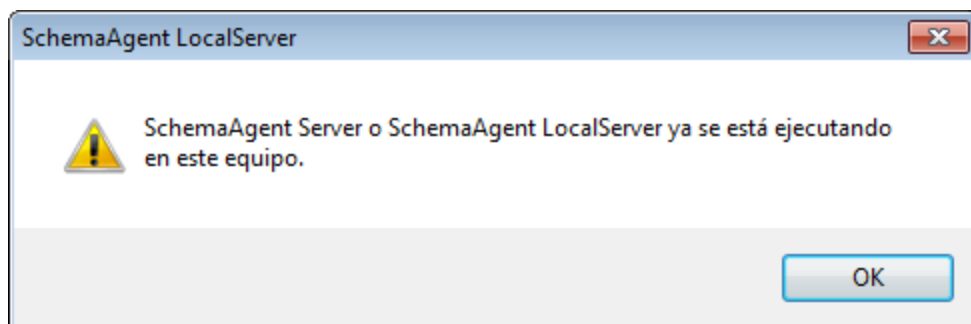 SchemaAgent LocalServer
SchemaAgent Server o SchemaAgent LocalServer ya se está ejecutando
en este equipo.
OK